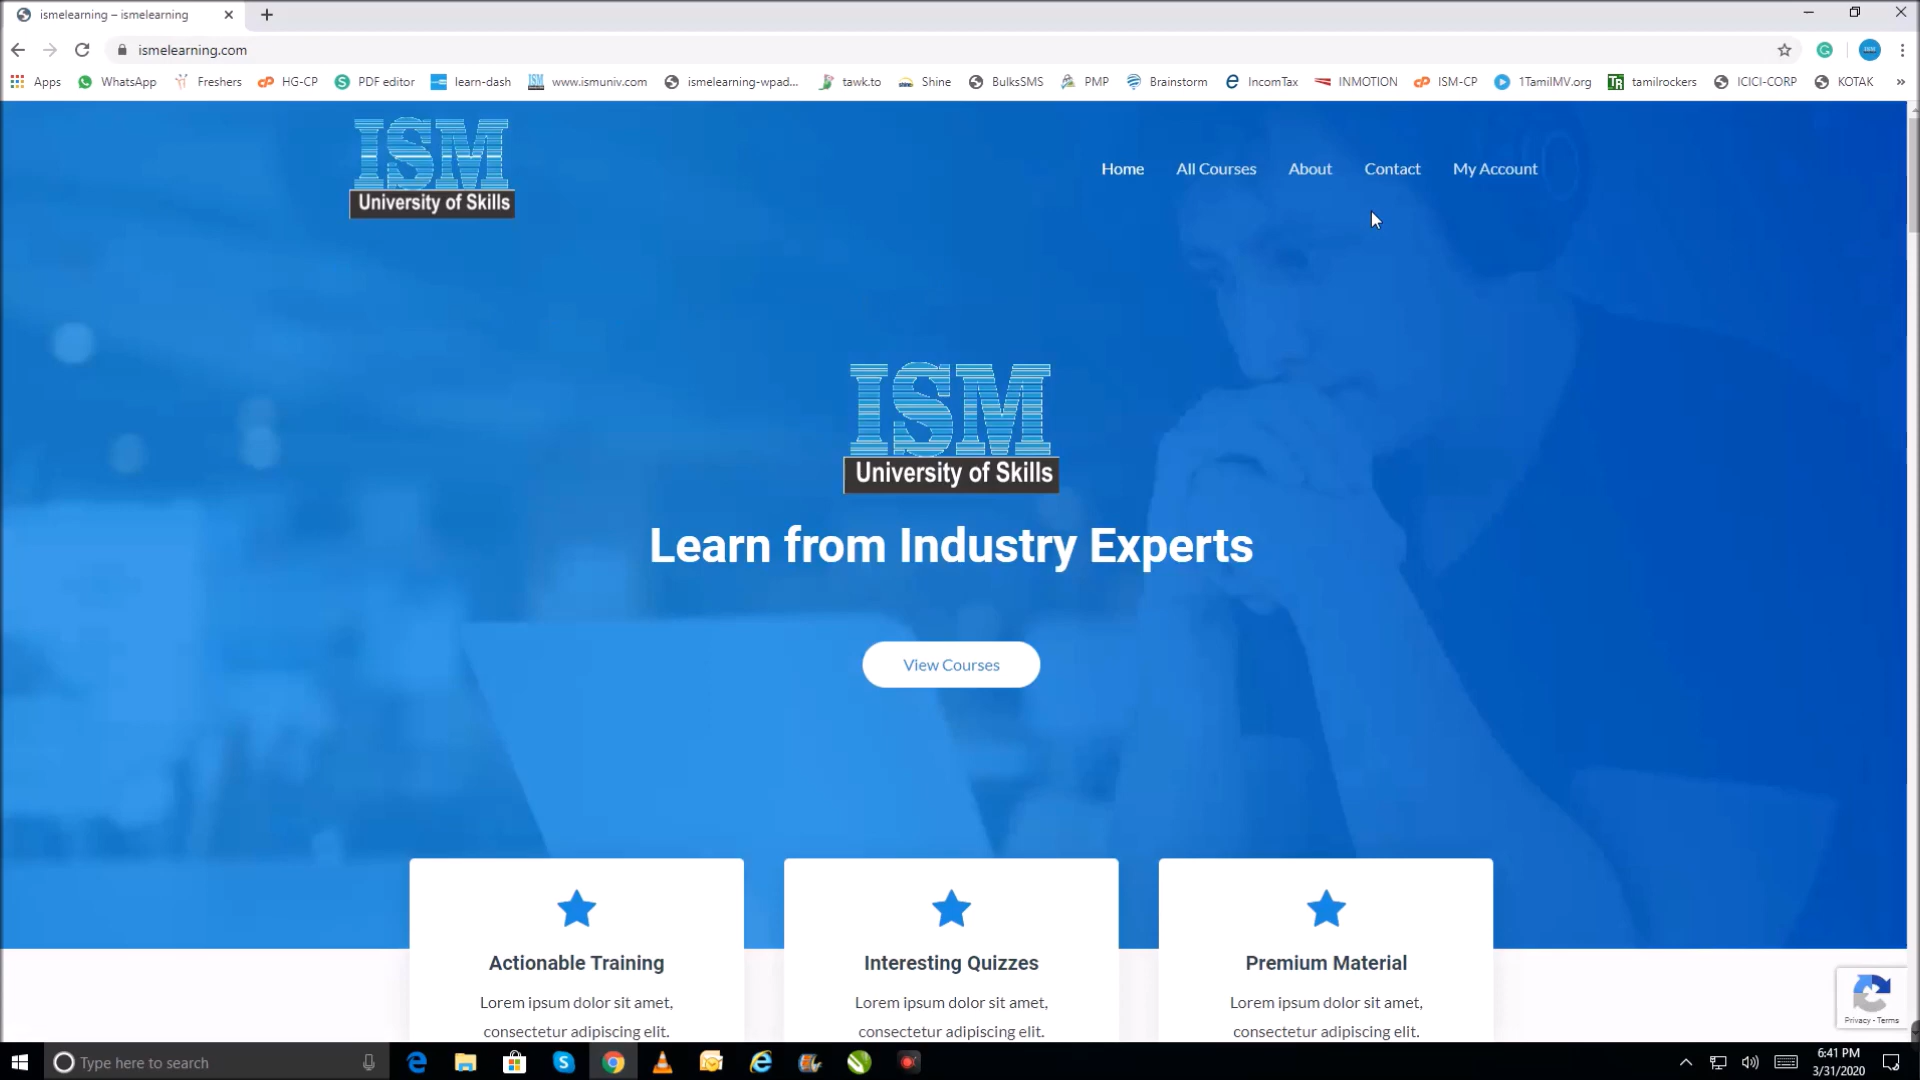 ismelearning – ismelearning
ismelearning.com
ISM
Apps
WhatsApp
Freshers
HG-CP
PDF editor
learn-dash
www.ismuniv.com
ismelearning-wpad...
tawk.to
Shine
BulksSMS
PMP
Brainstorm
IncomTax
INMOTION
ISM-CP
1TamilMV.org
tamilrockers
ICICI-CORP
KOTAK
»
ISM
University of Skills
Home
All Courses
About
Contact
My Account
ISM
University of Skills
Learn from Industry Experts
View Courses
Actionable Training
Lorem ipsum dolor sit amet,
consectetur adipiscing elit.
Interesting Quizzes
Lorem ipsum dolor sit amet,
consectetur adipiscing elit.
Premium Material
Lorem ipsum dolor sit amet,
consectetur adipiscing elit.
Privacy - Terms
Type here to search
6:41 PM
3/31/2020